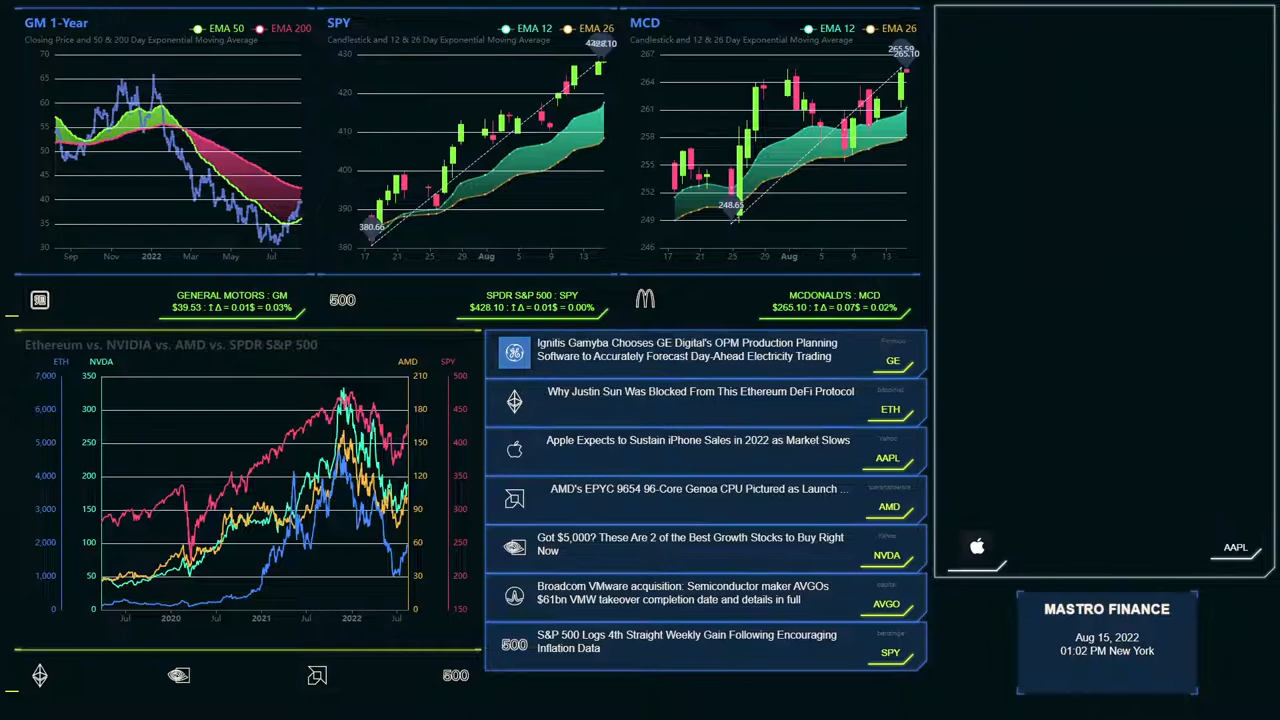 GM 1-Year
EMA 50 EMA 200
Closing Price and 50 & 200 Day Exponential Moving Average
70
65
60
55
50
45
40
35
30
Sep Nov 2022 Mar May Jul
SPY
EMA 12 EMA 26
Candlestick and 12 & 26 Day Exponential Moving Average
428.10
430
420
410
400
390
380
380.66
17 21 25 29 Aug 5 9 13
MCD
EMA 12 EMA 26
Candlestick and 12 & 26 Day Exponential Moving Average
265.59
265.10
267
264
261
258
255
252
249
246
248.65
17 21 25 29 Aug 5 9 13
GM
GENERAL MOTORS : GM
$39.53 : ↥ Δ = 0.01$ = 0.03%
500
SPDR S&P 500 : SPY
$428.10 : ↥ Δ = 0.01$ = 0.00%
MCDONALD'S : MCD
$265.10 : ↥ Δ = 0.07$ = 0.02%
Ethereum vs. NVIDIA vs. AMD vs. SPDR S&P 500
ETH NVDA AMD SPY
7,000 350 210 500
6,000 300 180 450
5,000 250 150 400
4,000 200 120 350
3,000 150 90 300
2,000 100 60 250
1,000 50 30 200
0 0 0 150
Jul 2020 Jul 2021 Jul 2022 Jul
500
Ignitis Gamyba Chooses GE Digital's OPM Production Planning
Software to Accurately Forecast Day-Ahead Electricity Trading
GE
Why Justin Sun Was Blocked From This Ethereum DeFi Protocol
ETH
Apple Expects to Sustain iPhone Sales in 2022 as Market Slows
yahoo
AAPL
AMD's EPYC 9654 96-Core Genoa CPU Pictured as Launch ...
AMD
Got $5,000? These Are 2 of the Best Growth Stocks to Buy Right
Now
NVDA
Broadcom VMware acquisition: Semiconductor maker AVGOs
$61bn VMW takeover completion date and details in full
capital
AVGO
500
S&P 500 Logs 4th Straight Weekly Gain Following Encouraging
Inflation Data
benzinga
SPY
AAPL
MASTRO FINANCE
Aug 15, 2022
01:02 PM New York